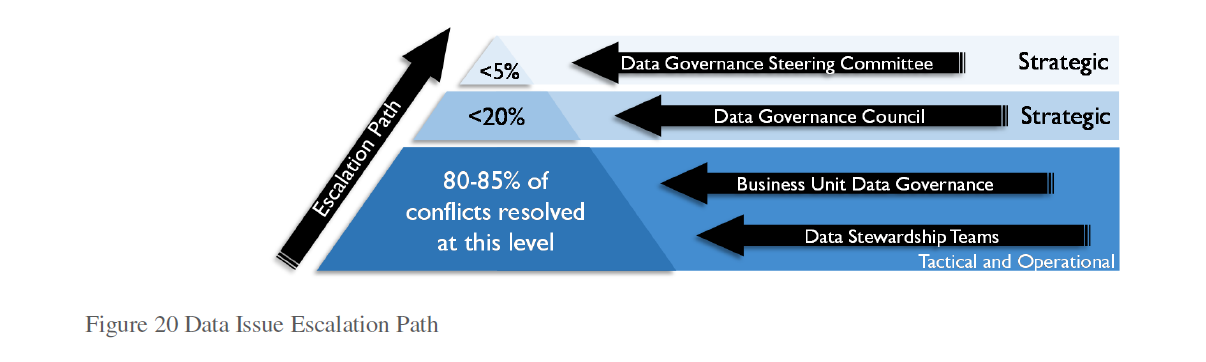 Escalation Path
<5%
Data Governance Steering Committee
Strategic
<20%
Data Governance Council
Strategic
80-85% of
conflicts resolved
at this level
Business Unit Data Governance
Data Stewardship Teams
Tactical and Operational
Figure 20 Data Issue Escalation Path